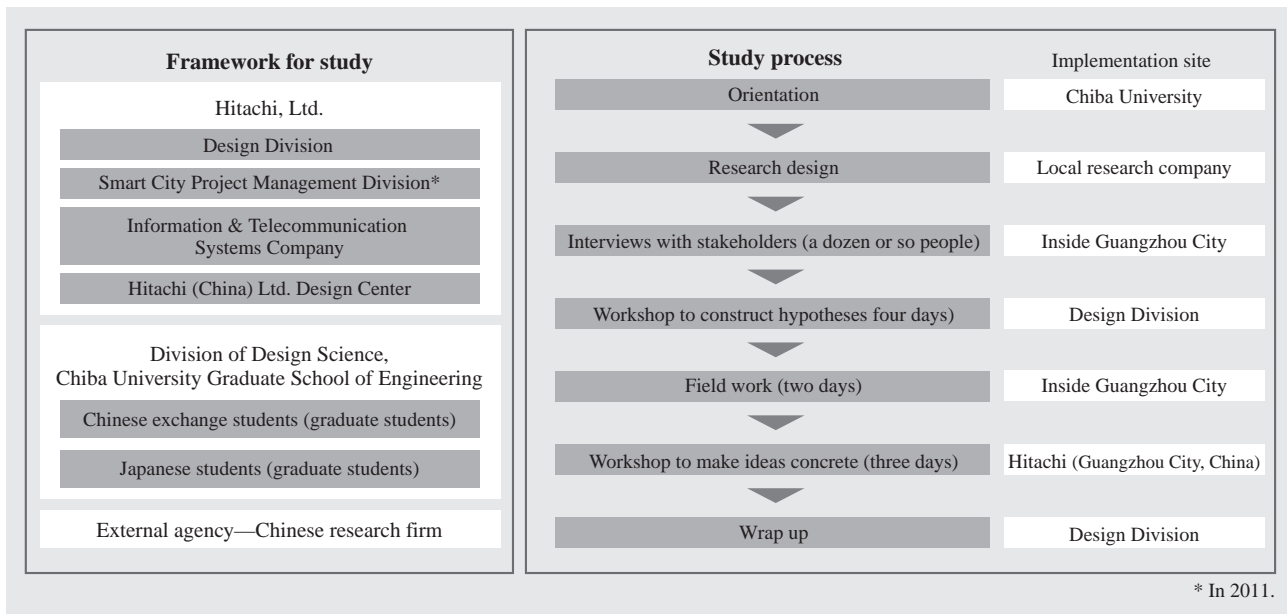 Framework for study
Hitachi, Ltd.
Design Division
Smart City Project Management Division*
Information & Telecommunication
Systems Company
Hitachi (China) Ltd. Design Center
Division of Design Science,
Chiba University Graduate School of Engineering
Chinese exchange students (graduate students)
Japanese students (graduate students)
External agency—Chinese research firm
Study process
Implementation site
Orientation
Chiba University
Research design
Local research company
Interviews with stakeholders (a dozen or so people)
Inside Guangzhou City
Workshop to construct hypotheses four days)
Design Division
Field work (two days)
Inside Guangzhou City
Workshop to make ideas concrete (three days)
Hitachi (Guangzhou City, China)
Wrap up
Design Division
* In 2011.